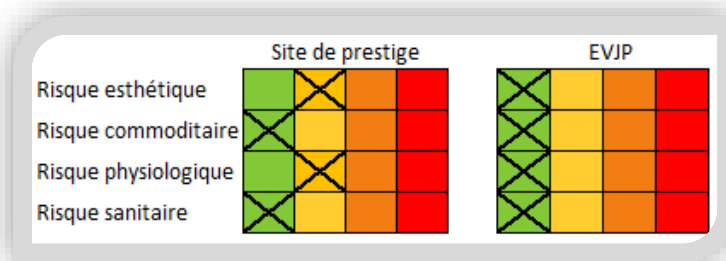 Site de prestige EVJP
Risque esthétique
Risque commoditaire
Risque physiologique
Risque sanitaire